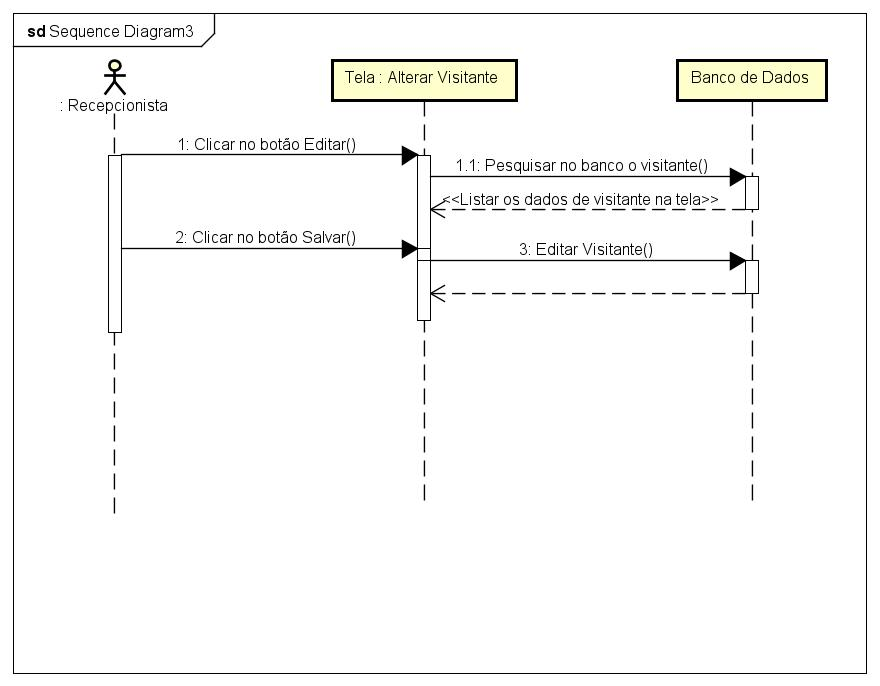 sd Sequence Diagram3
: Recepcionista
Tela : Alterar Visitante
Banco de Dados
1: Clicar no botão Editar()
1.1: Pesquisar no banco o visitante()
<<Listar os dados de visitante na tela>>
2: Clicar no botão Salvar()
3: Editar Visitante()